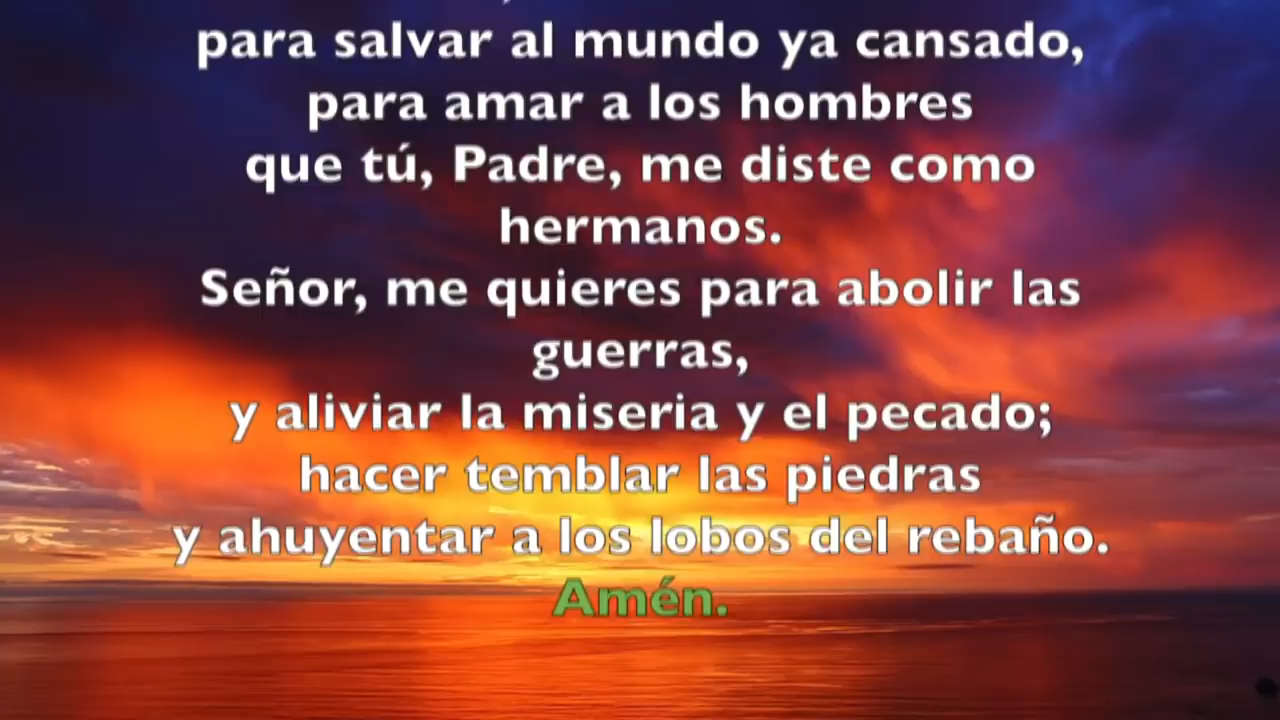 para salvar al mundo ya cansado,
para amar a los hombres
que tú, Padre, me diste como
hermanos.
Señor, me quieres para abolir las
guerras,
y aliviar la miseria y el pecado;
hacer temblar las piedras
y ahuyentar a los lobos del rebaño.
Amén.